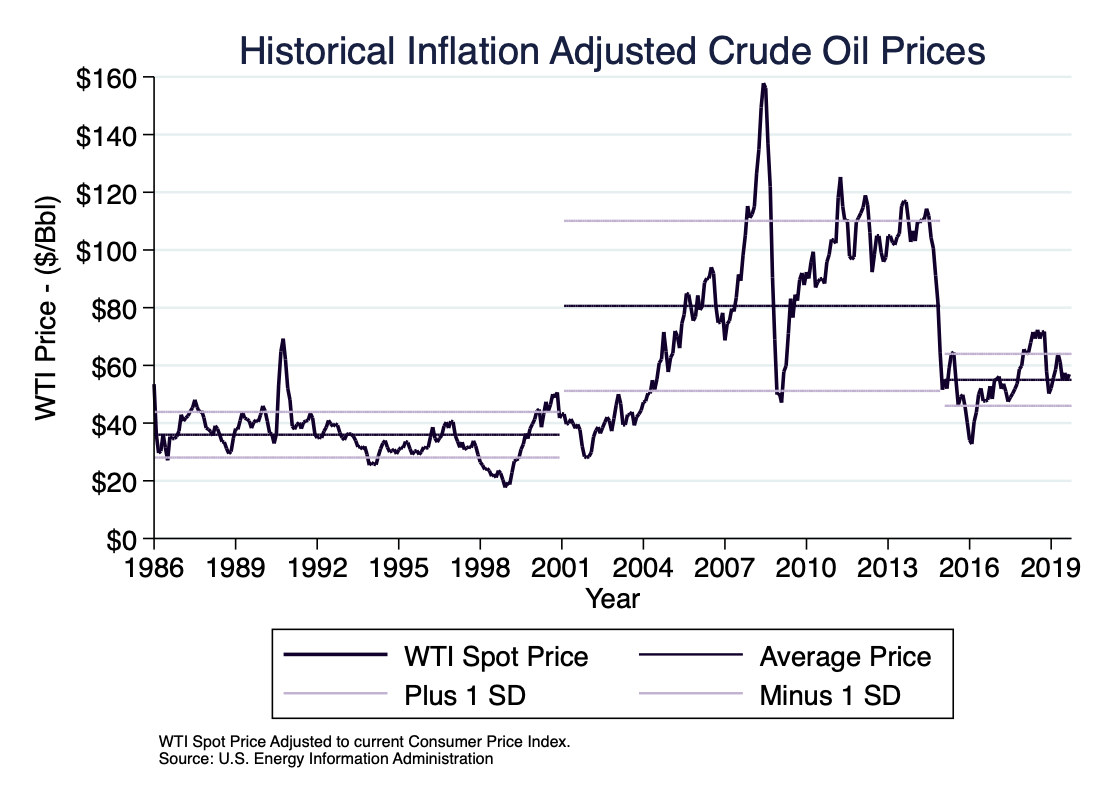 Historical Inflation Adjusted Crude Oil Prices
WTI Price - ($/Bbl)
$160
$140
$120
$100
$80
$60
$40
$20
$0
1986 1989 1992 1995 1998 2001 2004 2007 2010 2013 2016 2019
Year
WTI Spot Price Average Price
Plus 1 SD Minus 1 SD
WTI Spot Price Adjusted to current Consumer Price Index.
Source: U.S. Energy Information Administration